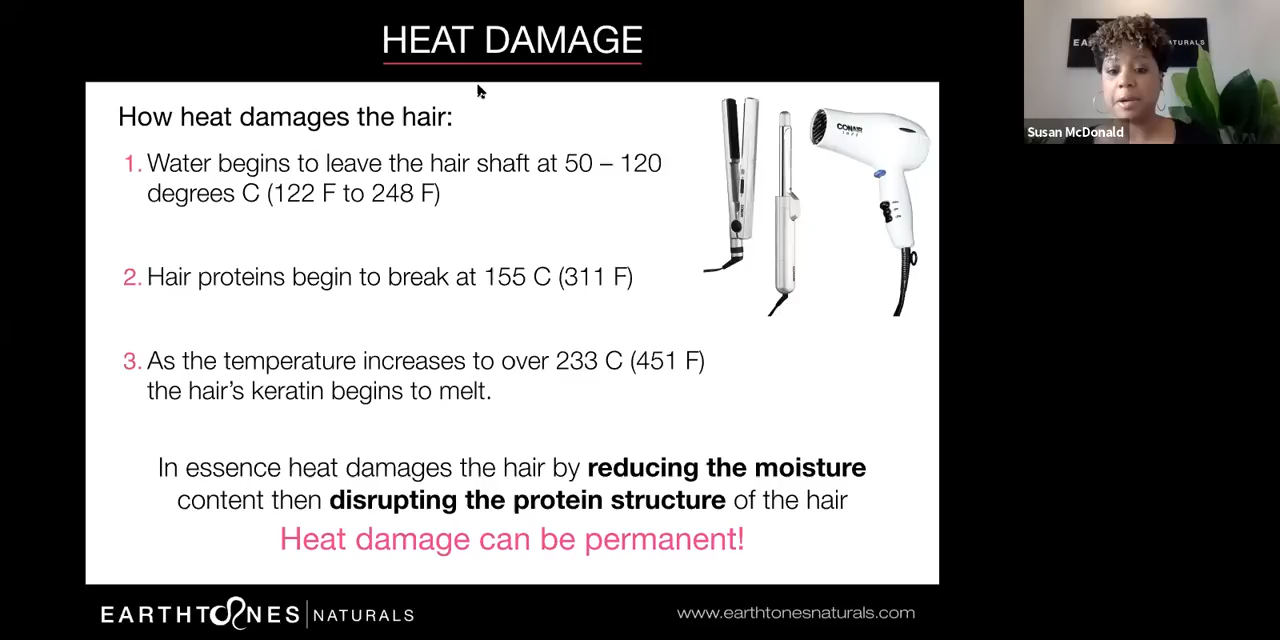 HEAT DAMAGE
How heat damages the hair:
1. Water begins to leave the hair shaft at 50 – 120
degrees C (122 F to 248 F)
2. Hair proteins begin to break at 155 C (311 F)
3. As the temperature increases to over 233 C (451 F)
the hair's keratin begins to melt.
In essence heat damages the hair by reducing the moisture
content then disrupting the protein structure of the hair
Heat damage can be permanent!
CONAIR
EARTHTONES NATURALS
www.earthtonesnaturals.com
Susan McDonald